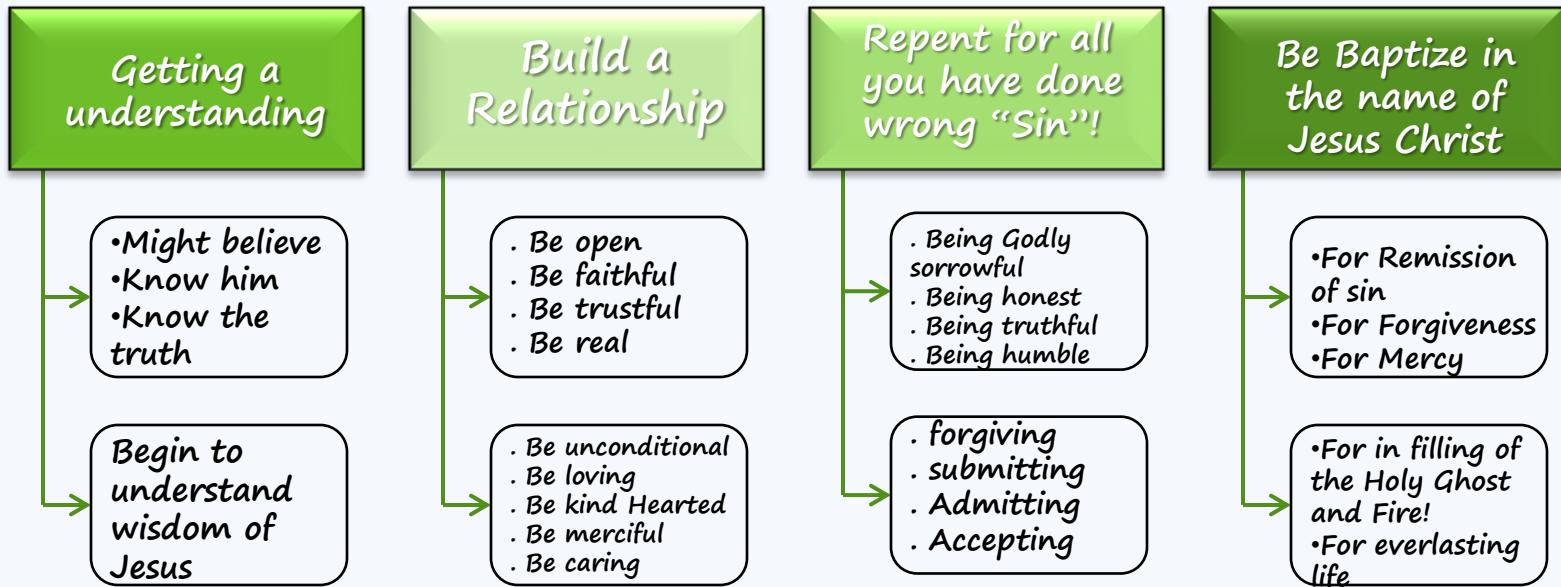 Getting a
understanding
•Might believe
•Know him
•Know the
truth
Begin to
understand
wisdom of
Jesus
Build a
Relationship
. Be open
. Be faithful
. Be trustful
. Be real
. Be unconditional
. Be loving
. Be kind Hearted
. Be merciful
. Be caring
Repent for all
you have done
wrong “Sin”!
. Being Godly
sorrowful
. Being honest
. Being truthful
. Being humble
. forgiving
. submitting
. Admitting
. Accepting
Be Baptize in
the name of
Jesus Christ
•For Remission
of sin
•For Forgiveness
•For Mercy
•For in filling of
the Holy Ghost
and Fire!
•For everlasting
life